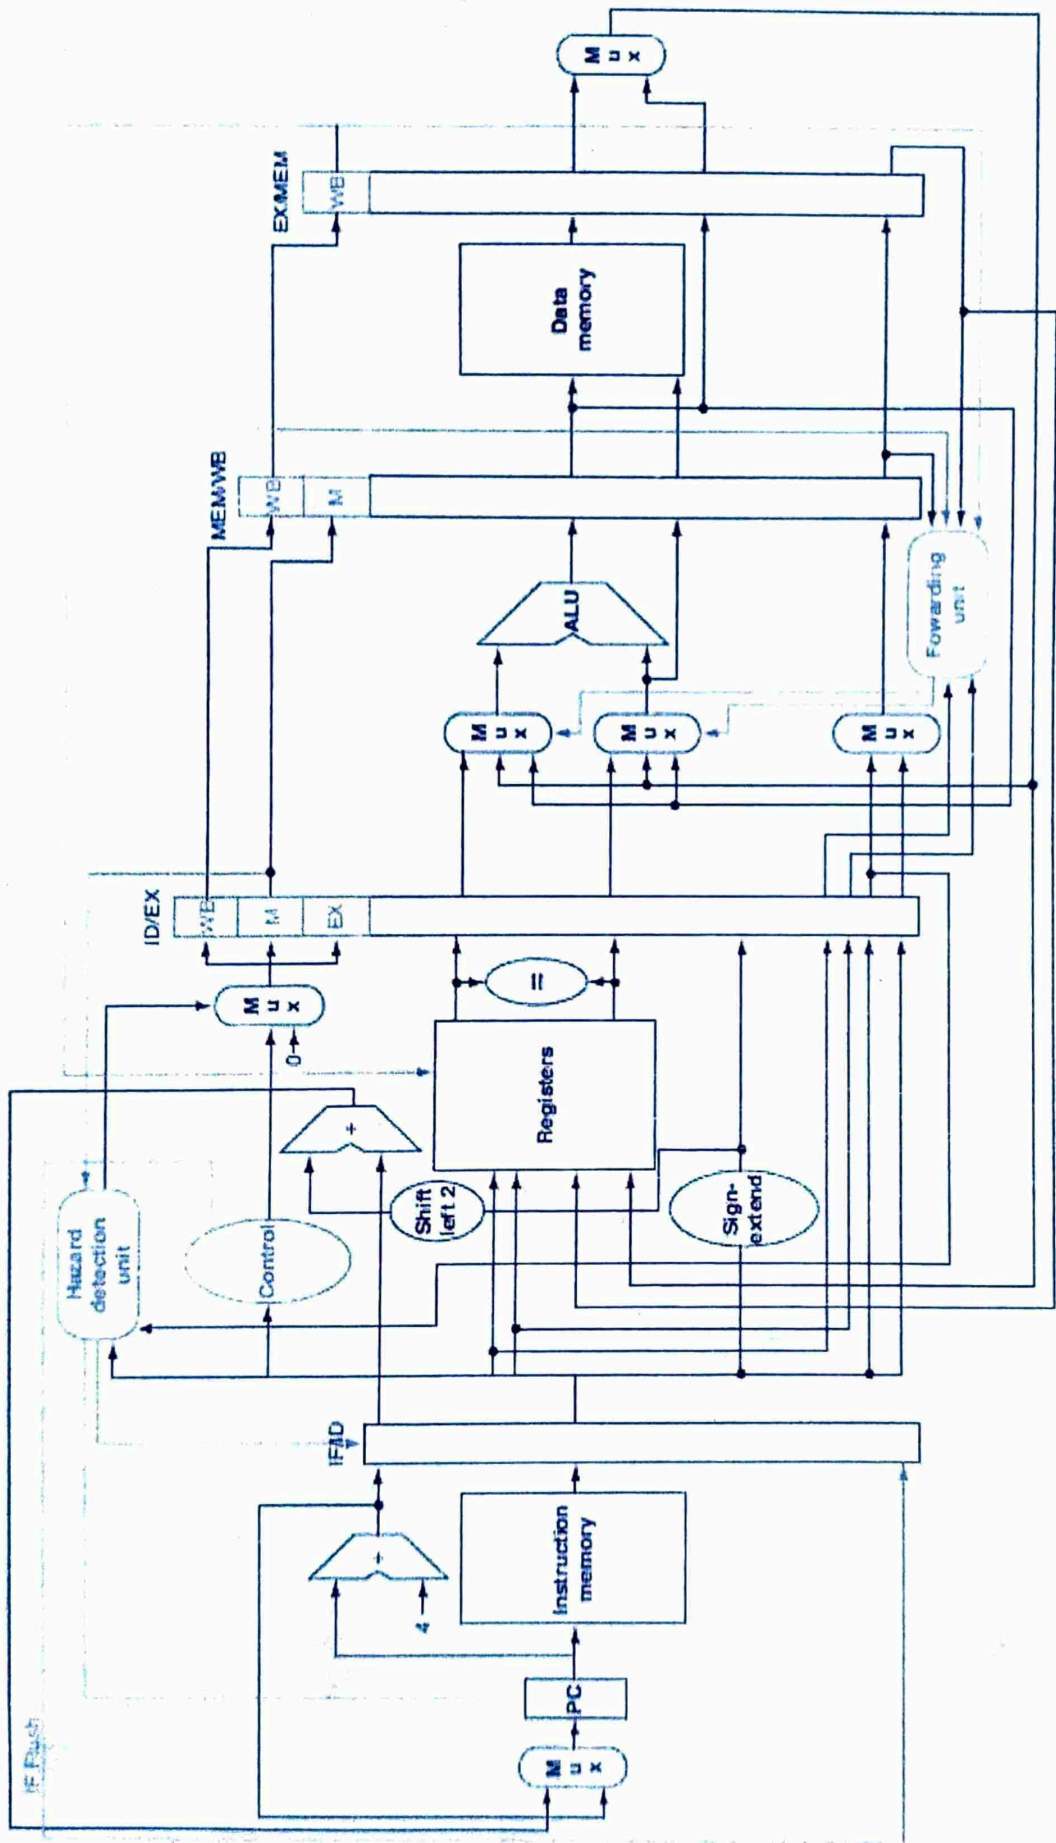 IF.Flush
Hazard
detection
unit
ID/EX
MEM/WB
EX/MEM
WB
M
EX
WB
M
WB
Control
0
M
u
x
IF/ID
+
4
+
Shift
left 2
M
u
x
PC
Instruction
memory
Registers
=
Sign-
extend
M
u
x
M
u
x
M
u
x
ALU
Data
memory
M
u
x
Fowarding
unit